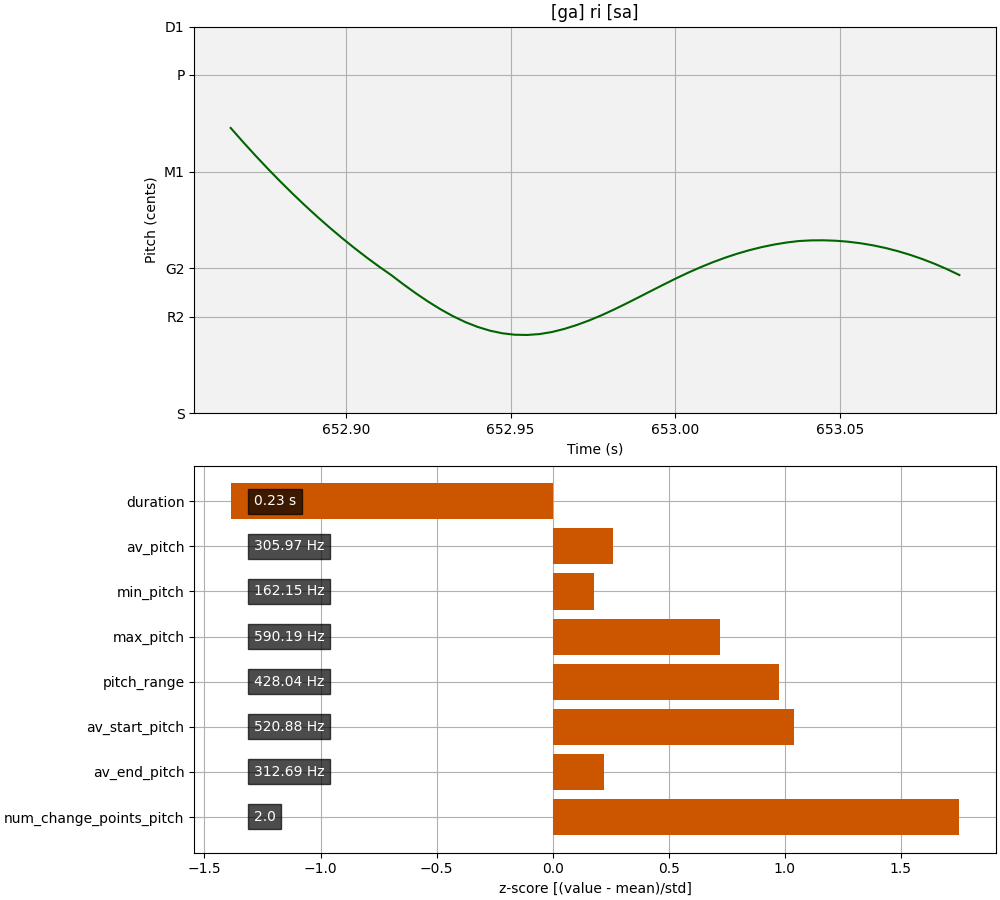 [ga] ri [sa]
D1
P
M1
G2
R2
S
Pitch (cents)
652.90 652.95 653.00 653.05
Time (s)
duration 0.23 s
av_pitch 305.97 Hz
min_pitch 162.15 Hz
max_pitch 590.19 Hz
pitch_range 428.04 Hz
av_start_pitch 520.88 Hz
av_end_pitch 312.69 Hz
num_change_points_pitch 2.0
−1.5 −1.0 −0.5 0.0 0.5 1.0 1.5
z-score [(value - mean)/std]